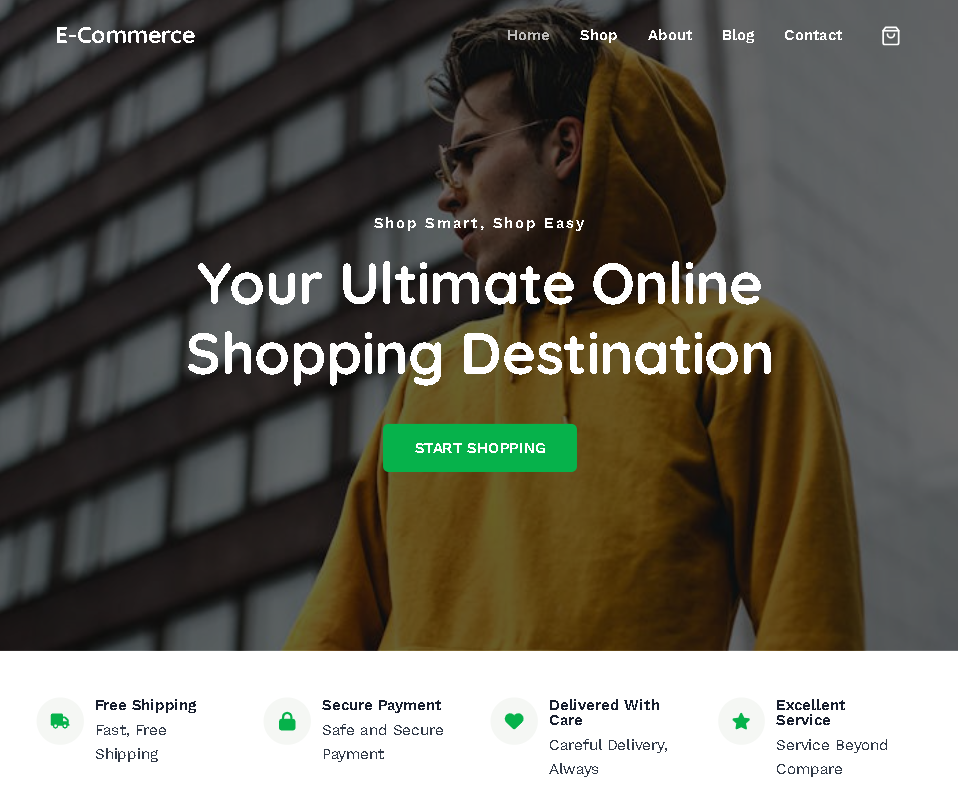 E-Commerce
Home Shop About Blog Contact
Shop Smart, Shop Easy
Your Ultimate Online
Shopping Destination
START SHOPPING
Free Shipping
Fast, Free
Shipping
Secure Payment
Safe and Secure
Payment
Delivered With
Care
Careful Delivery,
Always
Excellent
Service
Service Beyond
Compare